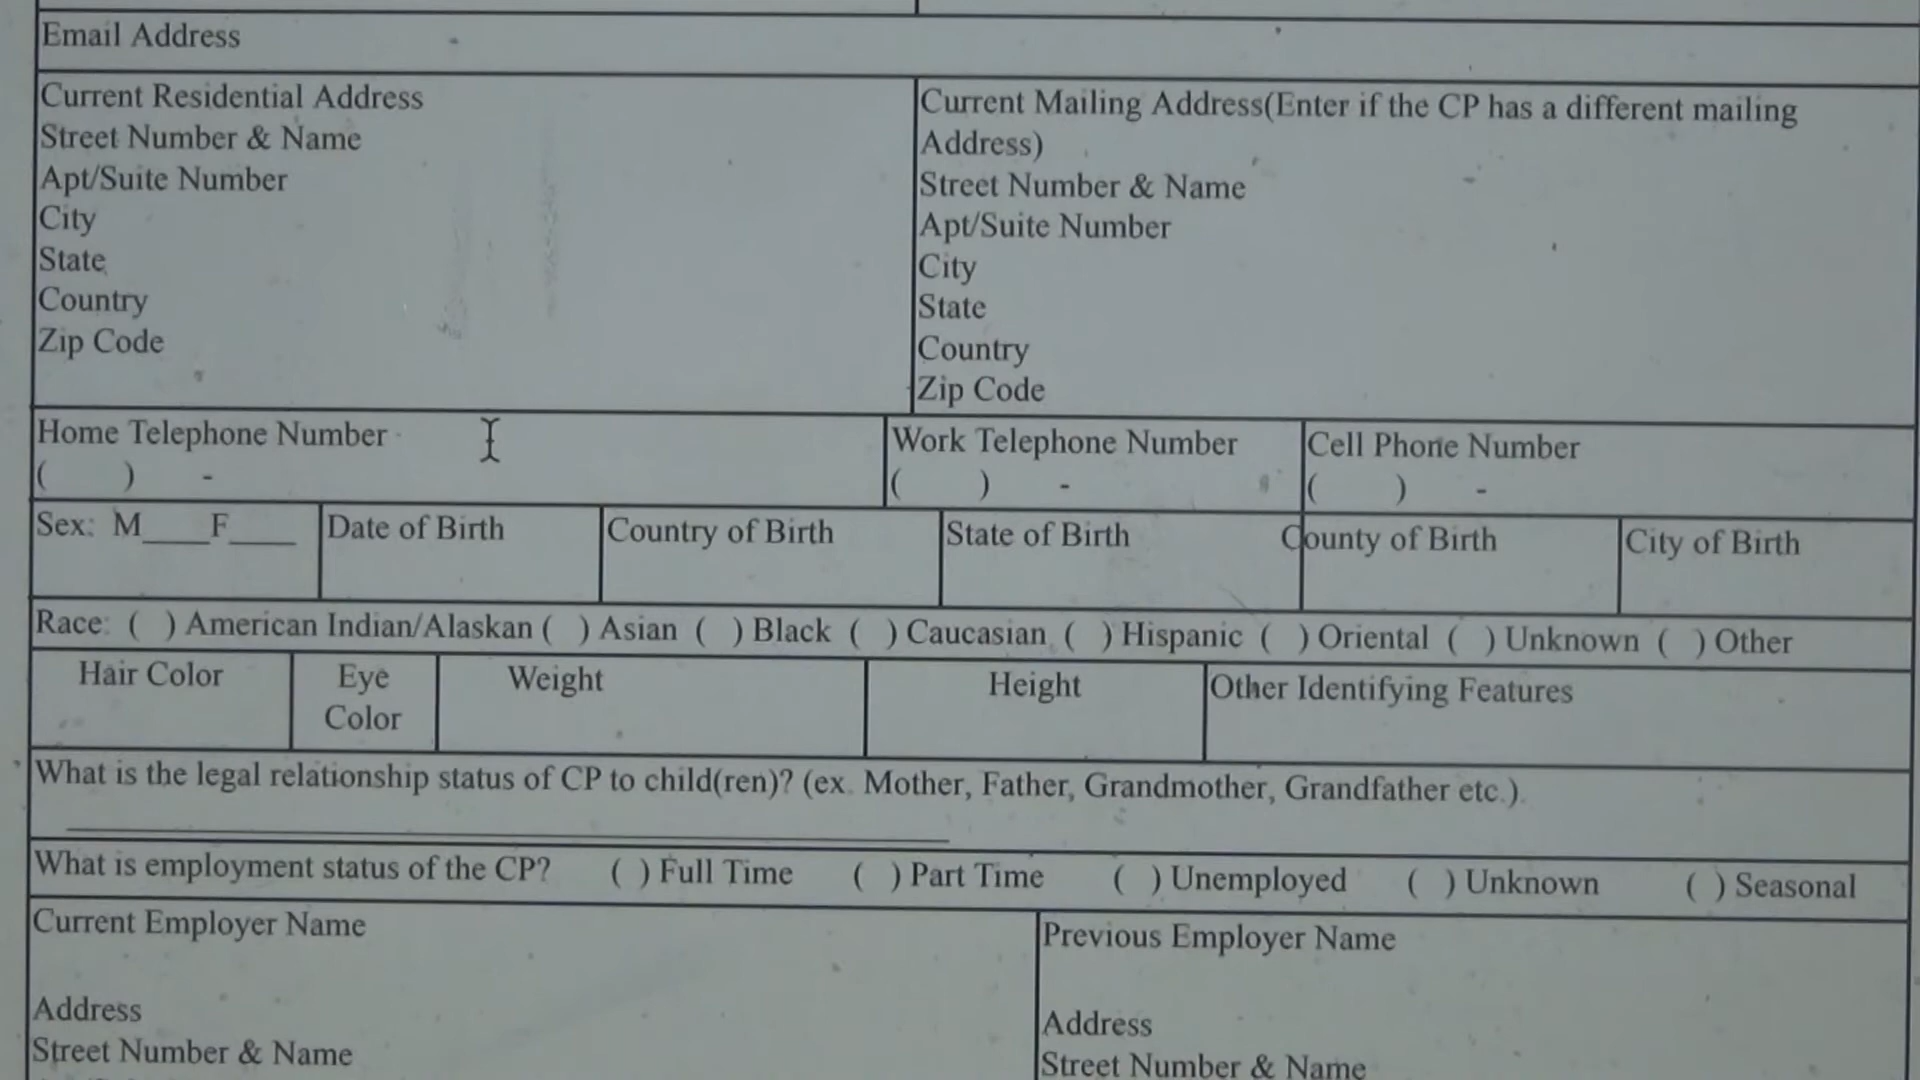 Email Address
Current Residential Address
Street Number & Name
Apt/Suite Number
City
State
Country
Zip Code
Current Mailing Address(Enter if the CP has a different mailing
Address)
Street Number & Name
Apt/Suite Number
City
State
Country
Zip Code
Home Telephone Number
( ) -
Work Telephone Number
( ) -
Cell Phone Number
( ) -
Sex: M____F____
Date of Birth
Country of Birth
State of Birth
County of Birth
City of Birth
Race: ( ) American Indian/Alaskan ( ) Asian ( ) Black ( ) Caucasian ( ) Hispanic ( ) Oriental ( ) Unknown ( ) Other
Hair Color
Eye
Color
Weight
Height
Other Identifying Features
What is the legal relationship status of CP to child(ren)? (ex. Mother, Father, Grandmother, Grandfather etc.)
What is employment status of the CP? ( ) Full Time ( ) Part Time ( ) Unemployed ( ) Unknown ( ) Seasonal
Current Employer Name
Address
Street Number & Name
Previous Employer Name
Address
Street Number & Name